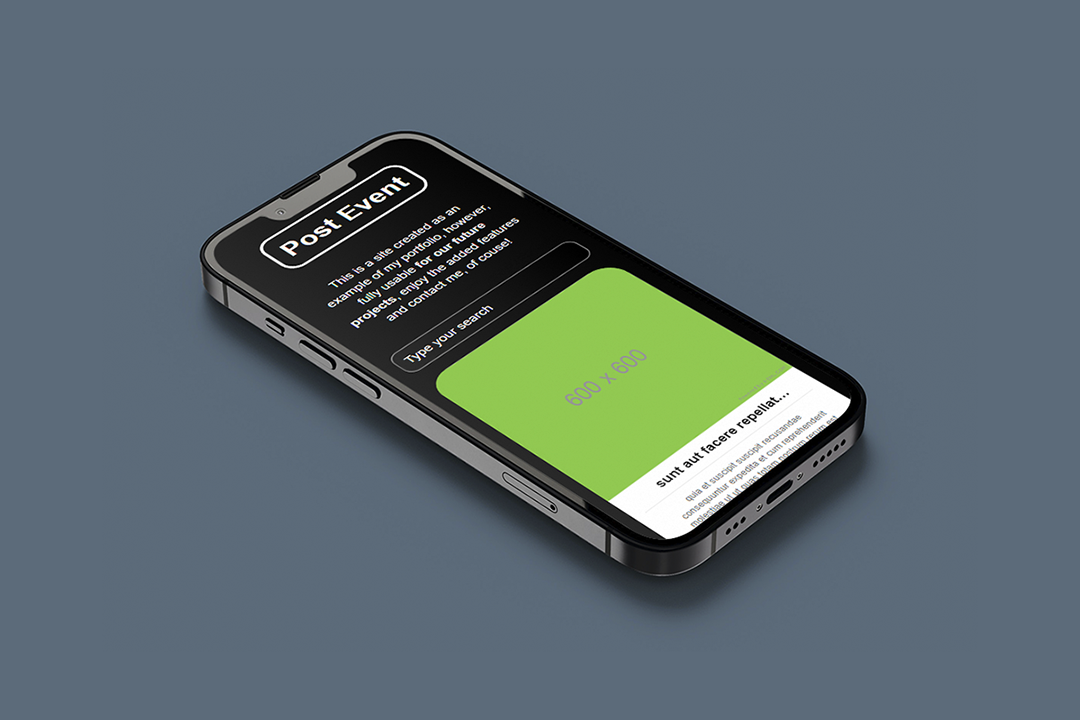 Post Event
This is a site created as an
example of my portfolio, however,
fully usable for our future
projects, enjoy the added features
and contact me, of couse!
Type your search
600 x 600
sunt aut facere repellat...
quia et suscipit suscipit recusandae
consequuntur expedita et cum reprehenderit
molestiae ut ut quas totam nostrum rerum est